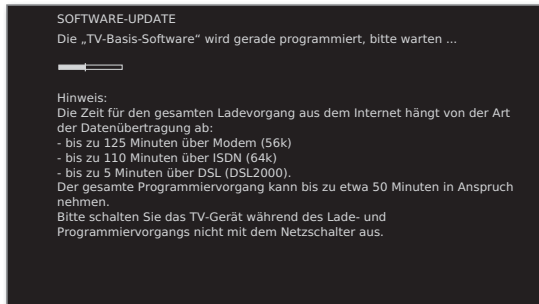 SOFTWARE-UPDATE
Die „TV-Basis-Software“ wird gerade programmiert, bitte warten ...
Hinweis:
Die Zeit für den gesamten Ladevorgang aus dem Internet hängt von der Art
der Datenübertragung ab:
- bis zu 125 Minuten über Modem (56k)
- bis zu 110 Minuten über ISDN (64k)
- bis zu 5 Minuten über DSL (DSL2000).
Der gesamte Programmiervorgang kann bis zu etwa 50 Minuten in Anspruch
nehmen.
Bitte schalten Sie das TV-Gerät während des Lade- und
Programmiervorgangs nicht mit dem Netzschalter aus.